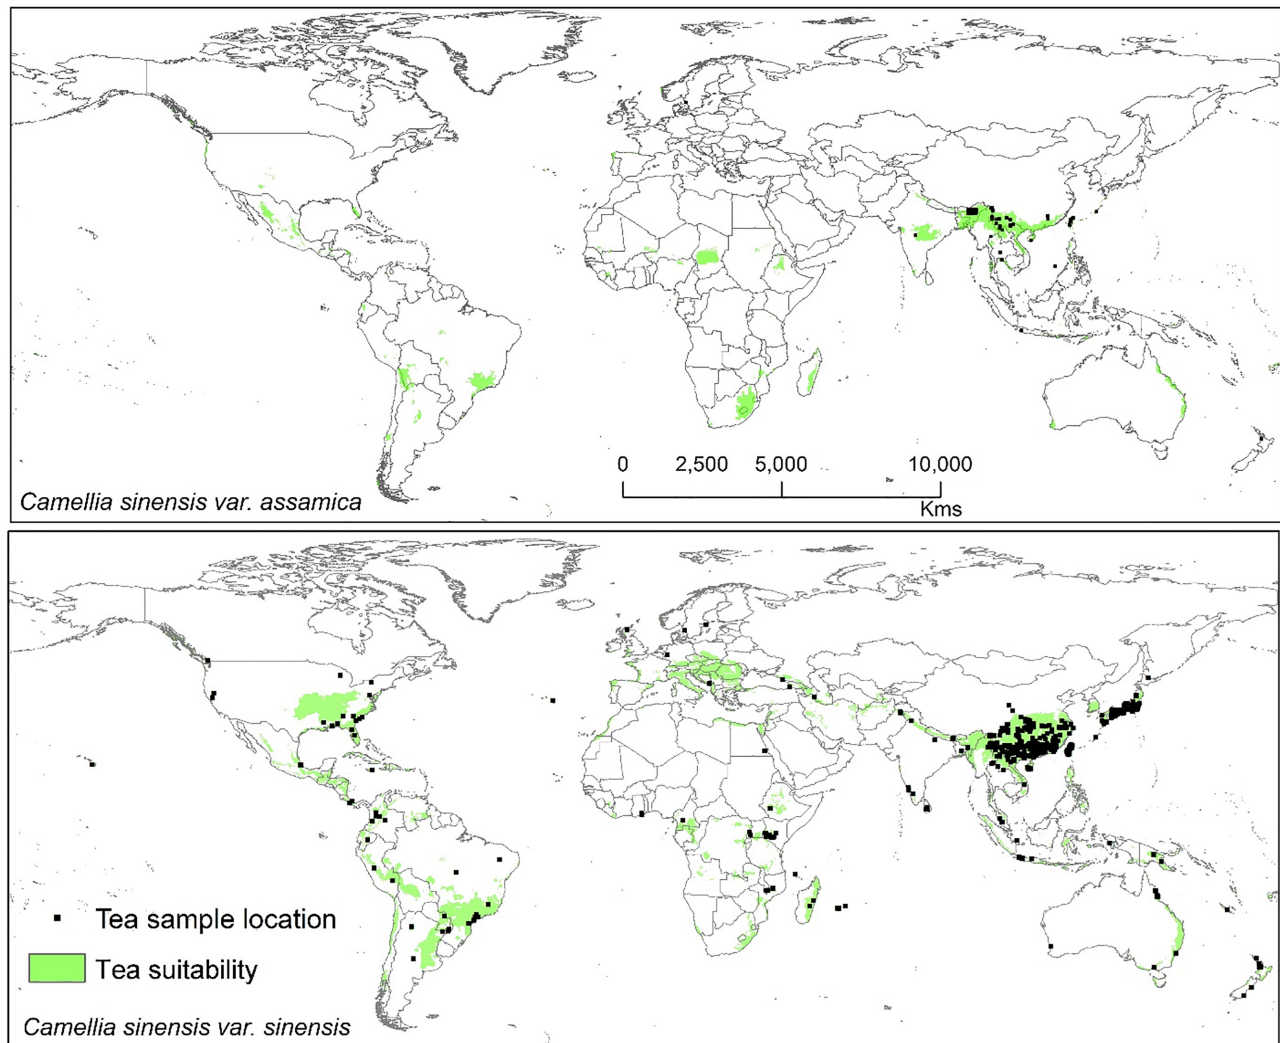 0 2,500 5,000 10,000
Kms
Camellia sinensis var. assamica
Tea sample location
Tea suitability
Camellia sinensis var. sinensis